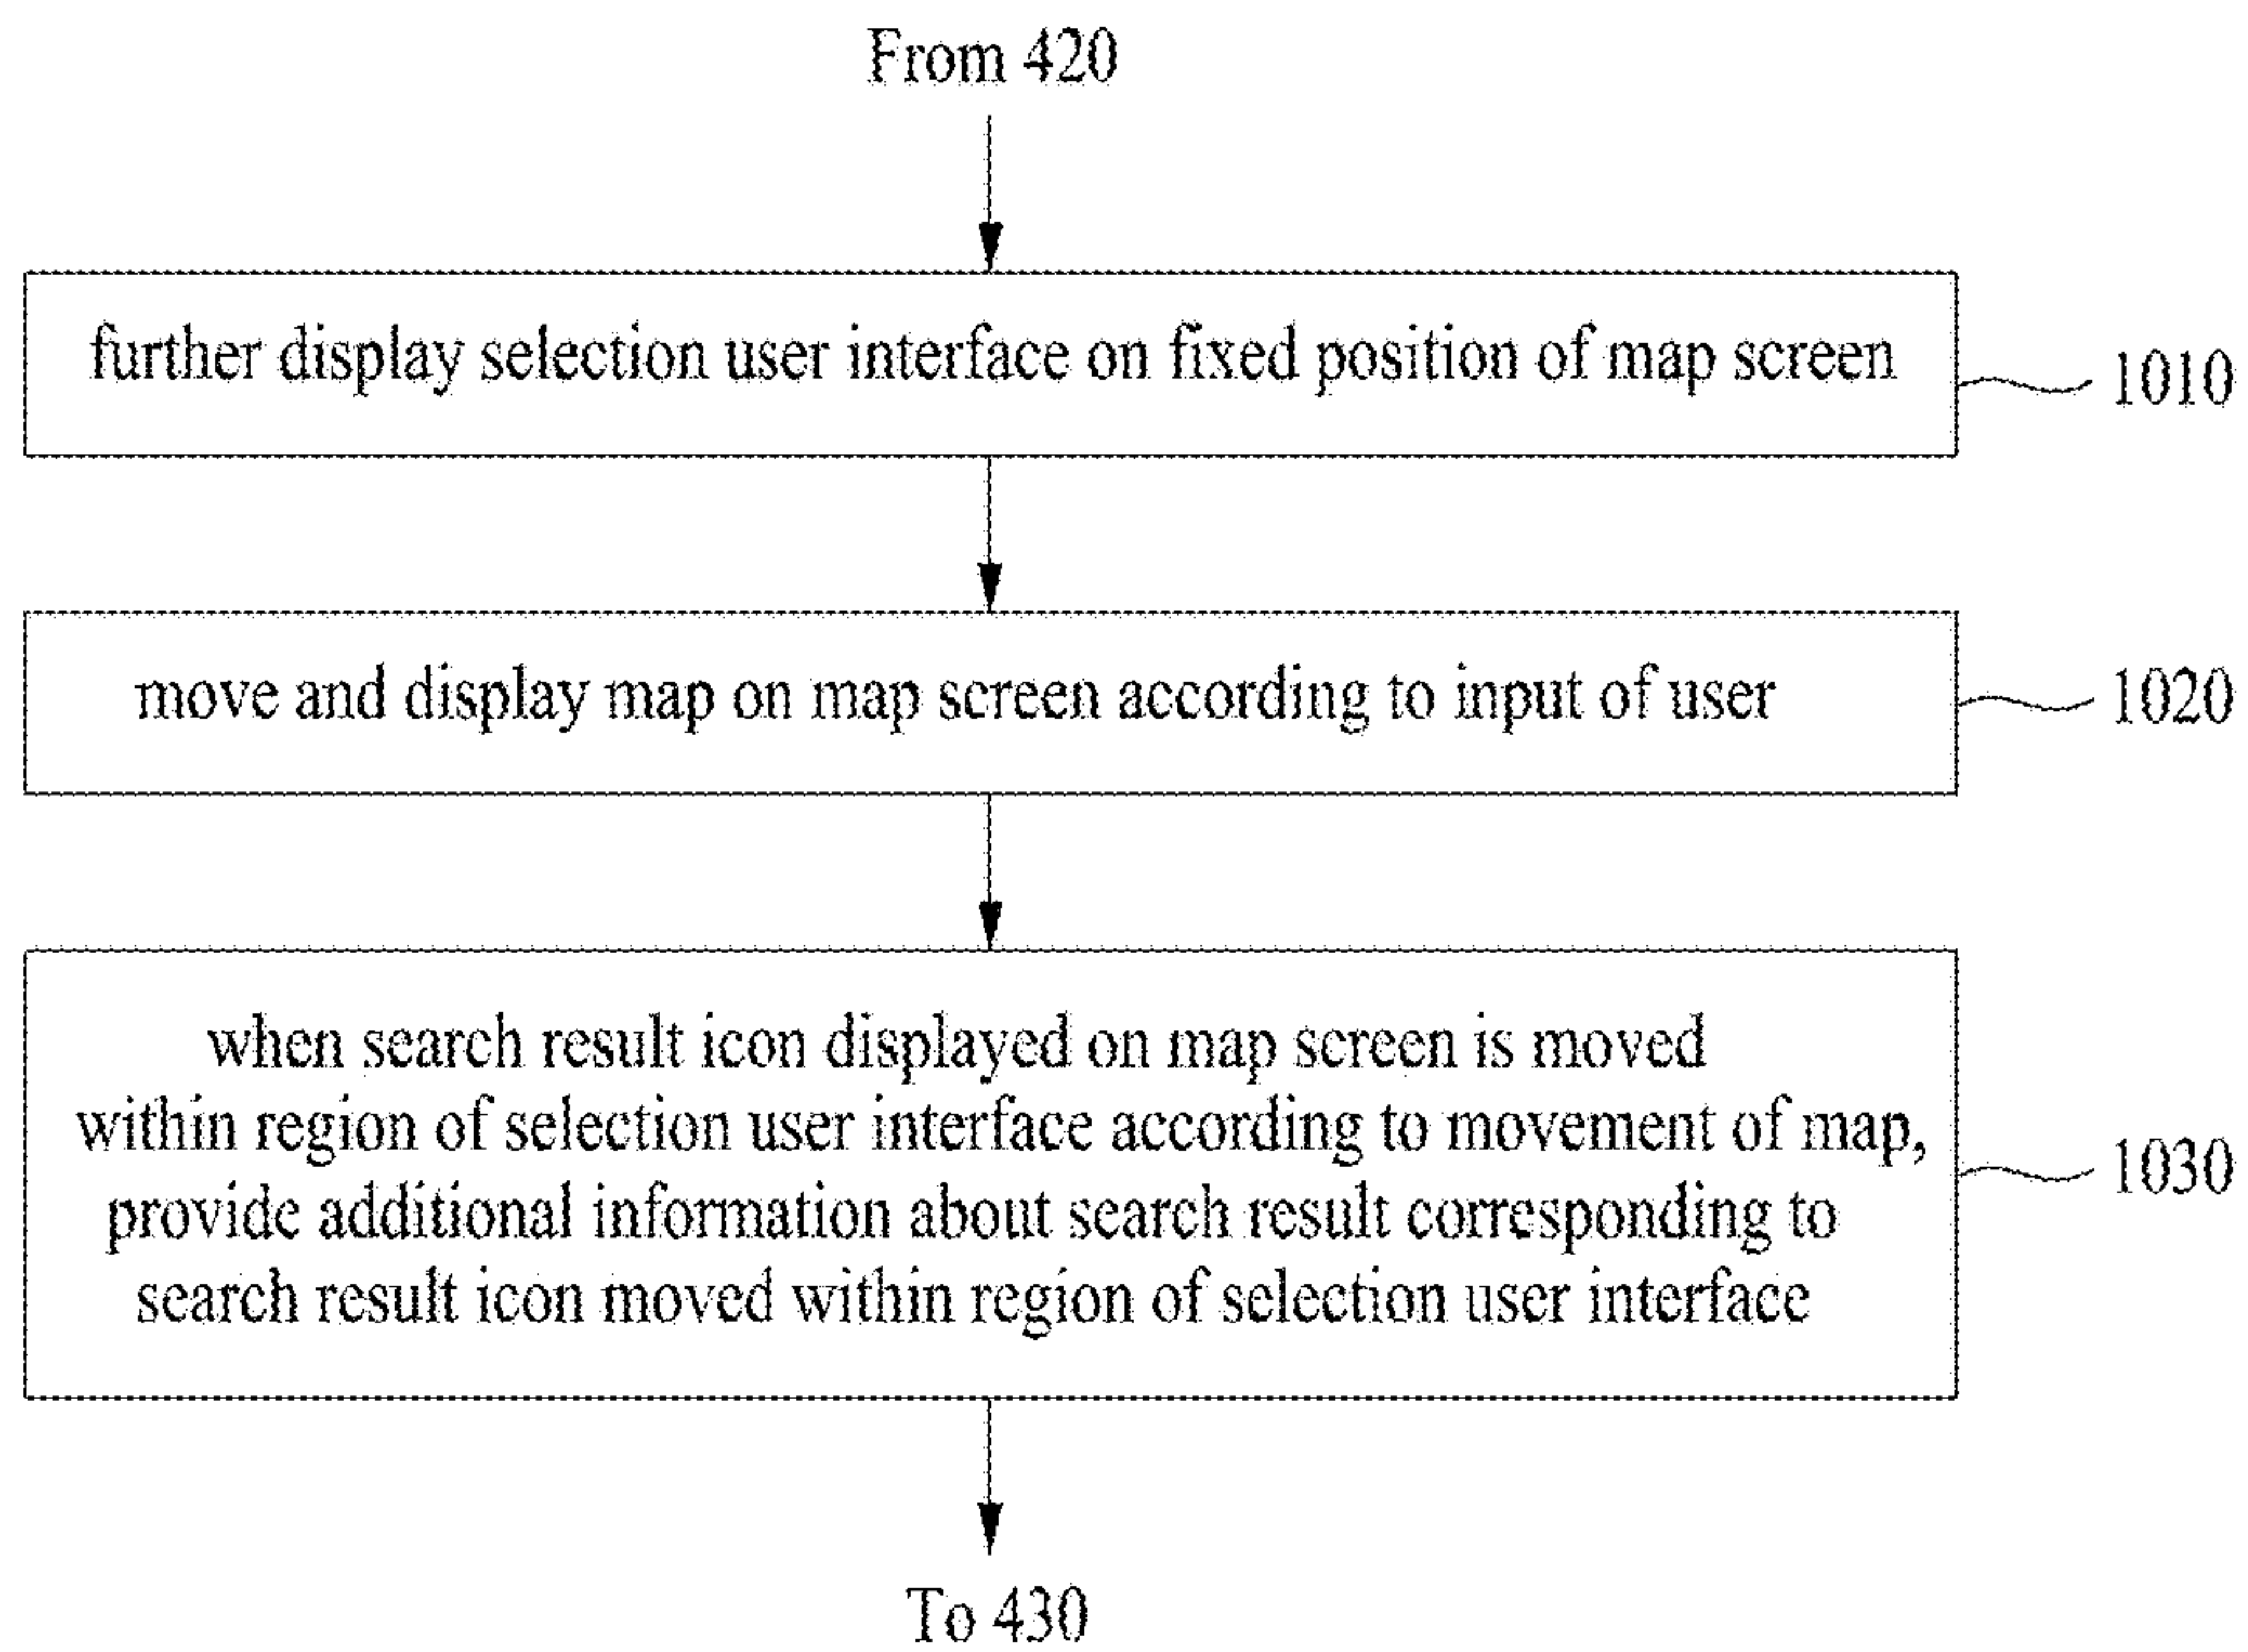 From 420
further display selection user interface on fixed position of map screen
1010
move and display map on map screen according to input of user
1020
when search result icon displayed on map screen is moved
within region of selection user interface according to movement of map,
provide additional information about search result corresponding to
search result icon moved within region of selection user interface
1030
To 430